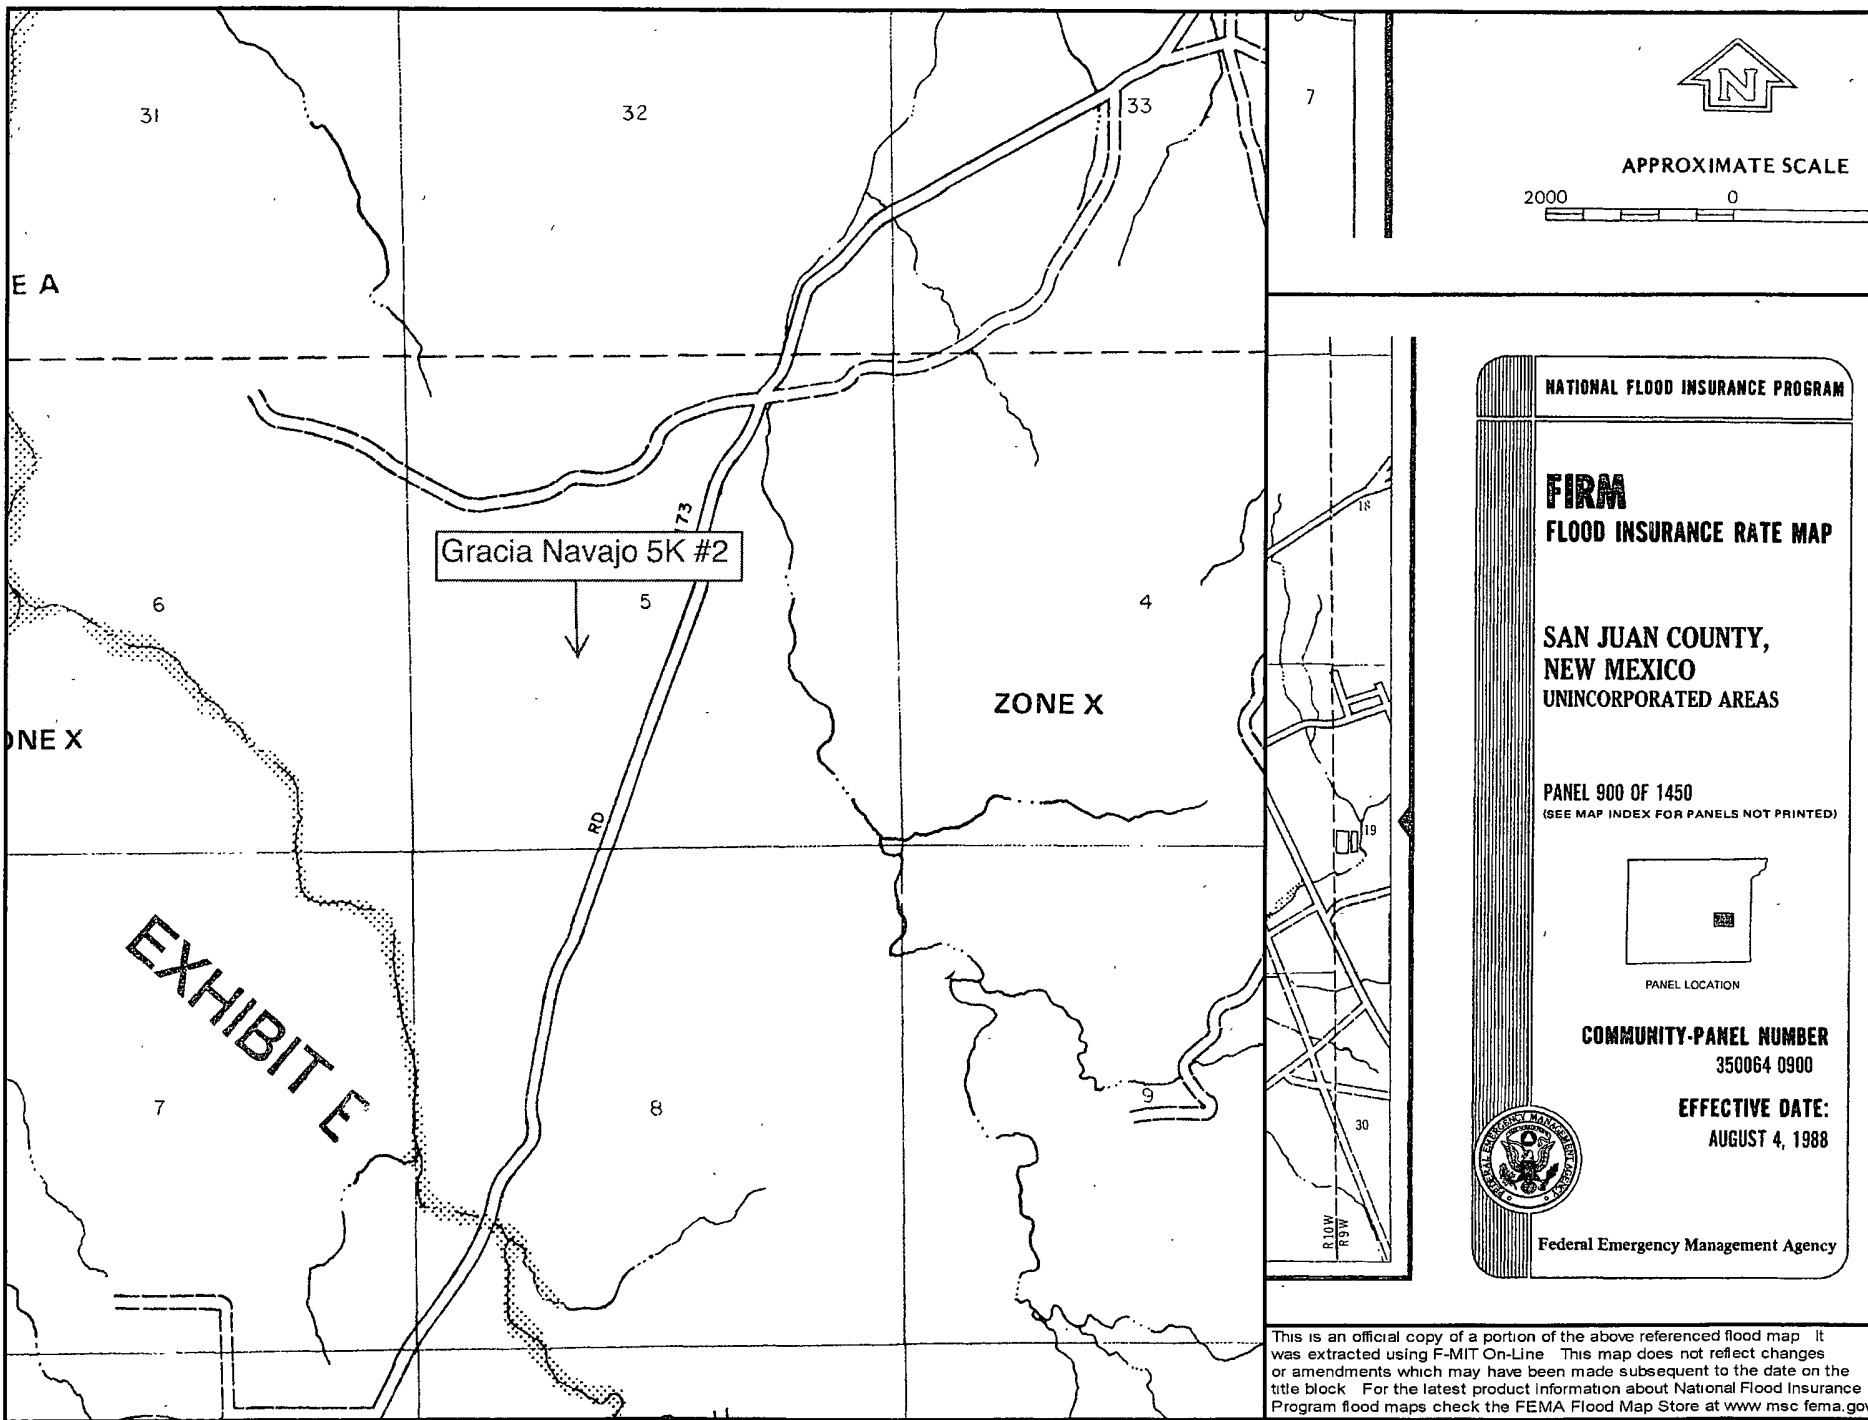 31
32
33
E A
173
Gracia Navajo 5K #2
6
5
4
ZONE X
NE X
RD
EXHIBIT E
7
8
9
7
N
APPROXIMATE SCALE
2000 0
18
19
30
R10W
R9W
NATIONAL FLOOD INSURANCE PROGRAM
FIRM
FLOOD INSURANCE RATE MAP
SAN JUAN COUNTY,
NEW MEXICO
UNINCORPORATED AREAS
PANEL 900 OF 1450
(SEE MAP INDEX FOR PANELS NOT PRINTED)
PANEL LOCATION
COMMUNITY-PANEL NUMBER
350064 0900
EFFECTIVE DATE:
AUGUST 4, 1988
FEDERAL EMERGENCY MANAGEMENT AGENCY
Federal Emergency Management Agency
This is an official copy of a portion of the above referenced flood map It
was extracted using F-MIT On-Line This map does not reflect changes
or amendments which may have been made subsequent to the date on the
title block For the latest product information about National Flood Insurance
Program flood maps check the FEMA Flood Map Store at www msc fema.gov